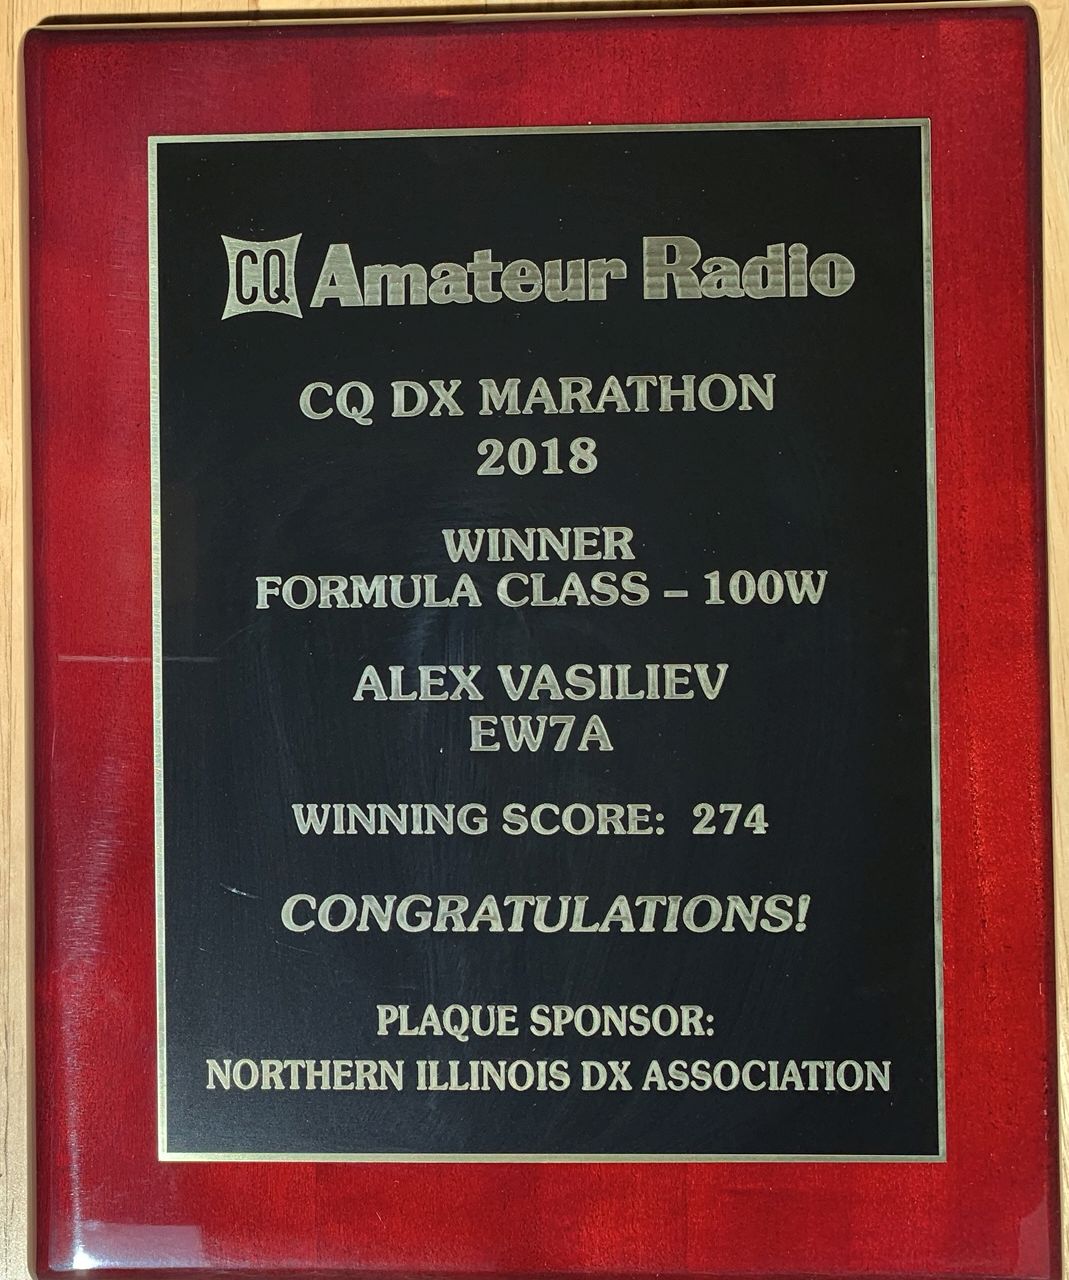 CQ Amateur Radio
CQ DX MARATHON
2018
WINNER
FORMULA CLASS – 100W
ALEX VASILIEV
EW7A
WINNING SCORE: 274
CONGRATULATIONS!
PLAQUE SPONSOR:
NORTHERN ILLINOIS DX ASSOCIATION